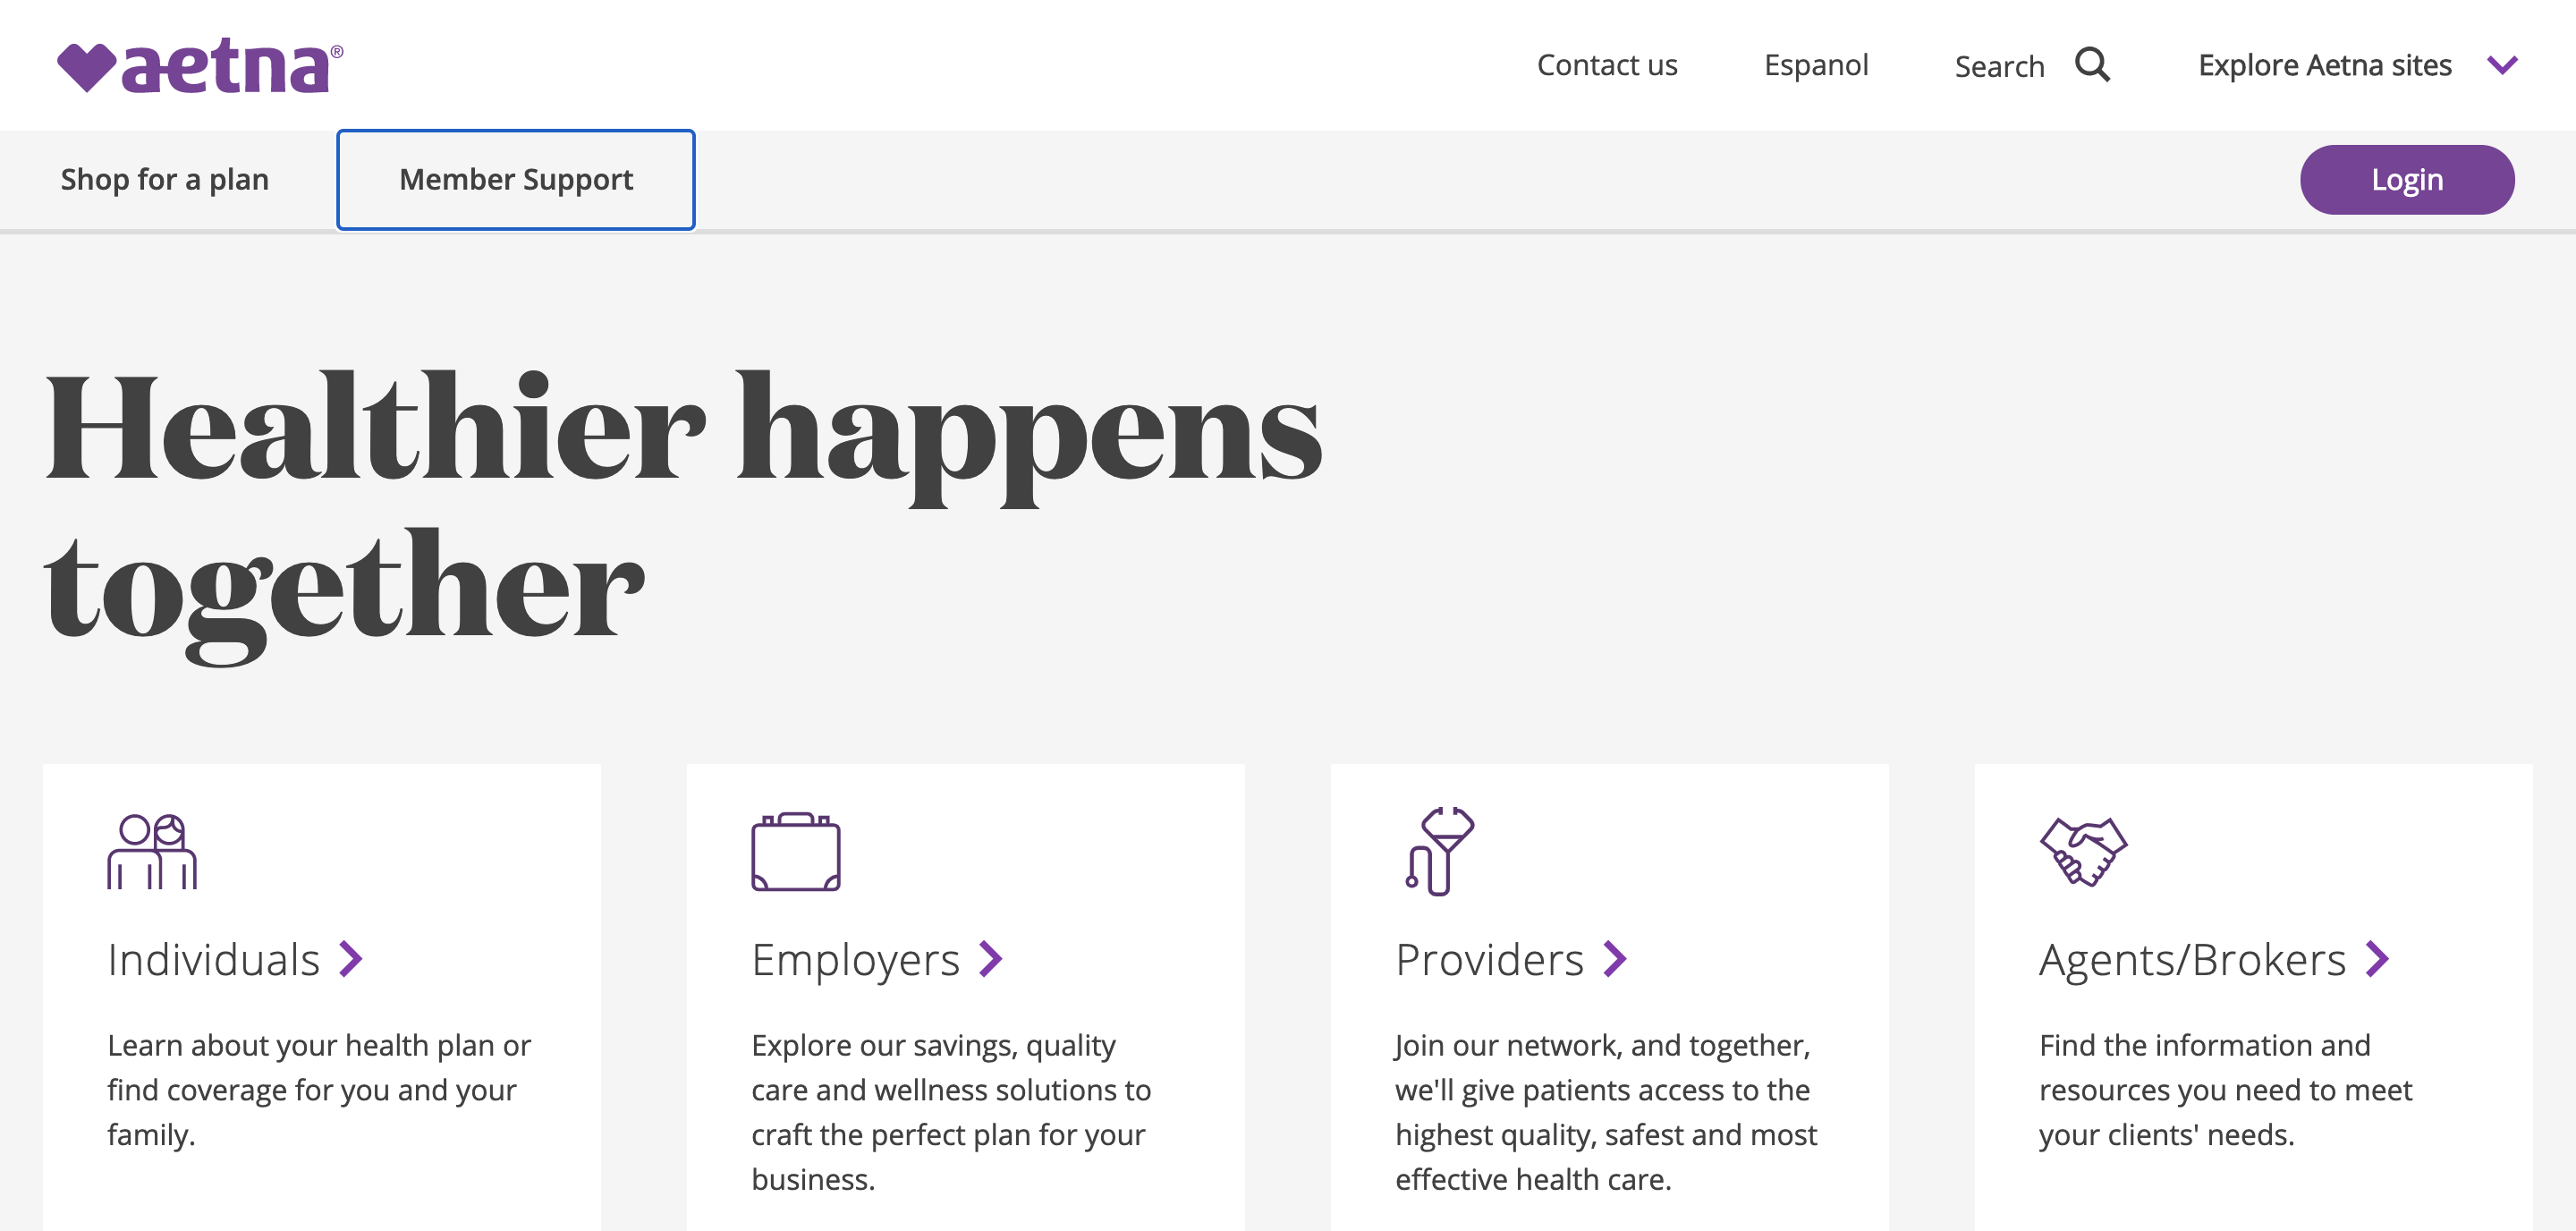 aetna®
Contact us
Espanol
Search
Explore Aetna sites
Shop for a plan
Member Support
Login
Healthier happens
together
Individuals
Learn about your health plan or
find coverage for you and your
family.
Employers
Explore our savings, quality
care and wellness solutions to
craft the perfect plan for your
business.
Providers
Join our network, and together,
we'll give patients access to the
highest quality, safest and most
effective health care.
Agents/Brokers
Find the information and
resources you need to meet
your clients' needs.